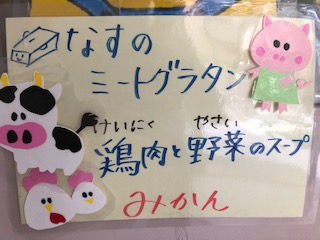 なすの
ミートグラタン
けいにく やさい
鶏肉と野菜のスープ
みかん